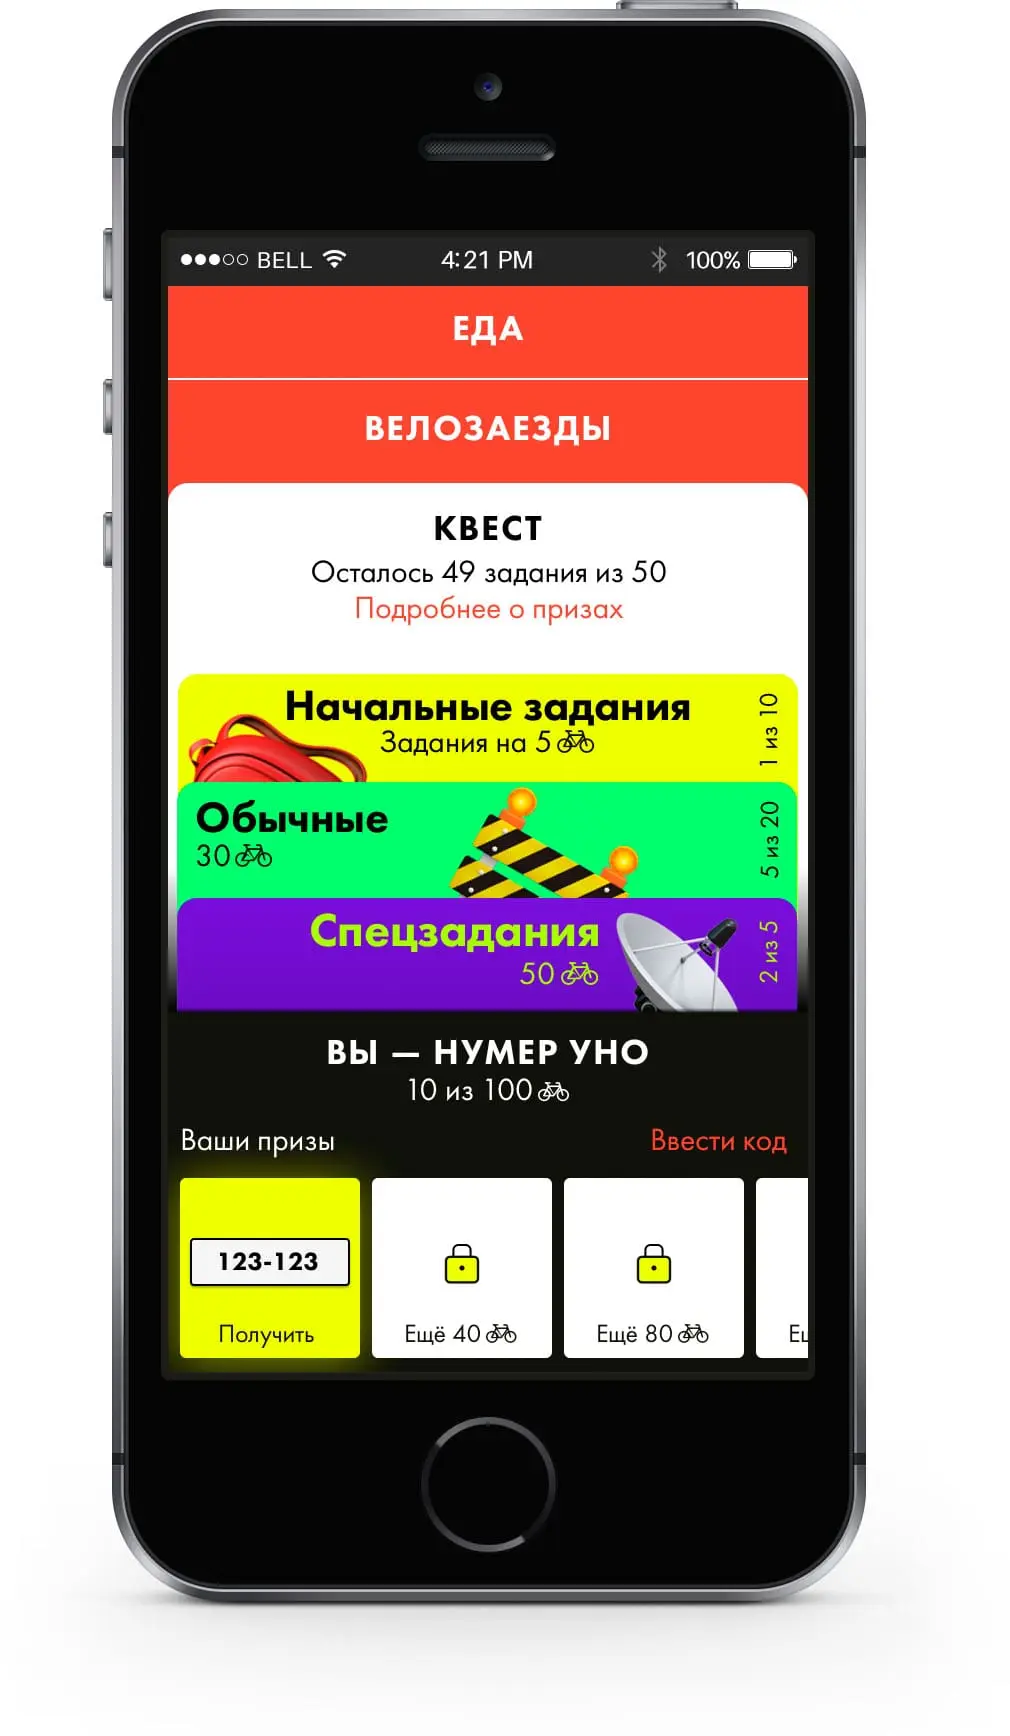 BELL 4:21 PM 100%
ЕДА
ВЕЛОЗАЕЗДЫ
КВЕСТ
Осталось 49 задания из 50
Подробнее о призах
Начальные задания
Задания на 5
1 из 10
Обычные
30
5 из 20
Спецзадания
50
2 из 5
ВЫ — НУМЕР УНО
10 из 100
Ваши призы
Ввести код
123-123
Получить
Ещё 40
Ещё 80